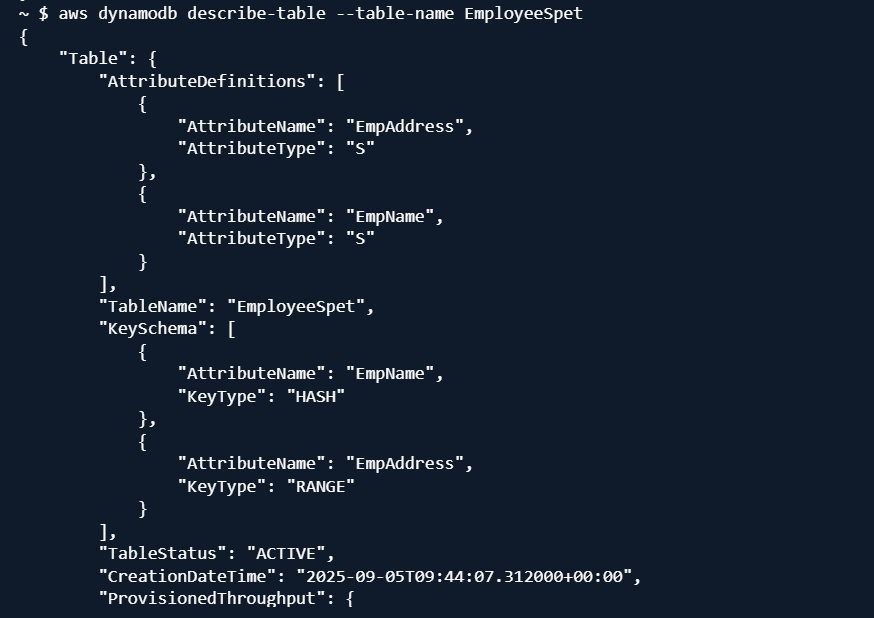 ~ $ aws dynamodb describe-table --table-name EmployeeSpet
{
    "Table": {
        "AttributeDefinitions": [
            {
                "AttributeName": "EmpAddress",
                "AttributeType": "S"
            },
            {
                "AttributeName": "EmpName",
                "AttributeType": "S"
            }
        ],
        "TableName": "EmployeeSpet",
        "KeySchema": [
            {
                "AttributeName": "EmpName",
                "KeyType": "HASH"
            },
            {
                "AttributeName": "EmpAddress",
                "KeyType": "RANGE"
            }
        ],
        "TableStatus": "ACTIVE",
        "CreationDateTime": "2025-09-05T09:44:07.312000+00:00",
        "ProvisionedThroughput": {